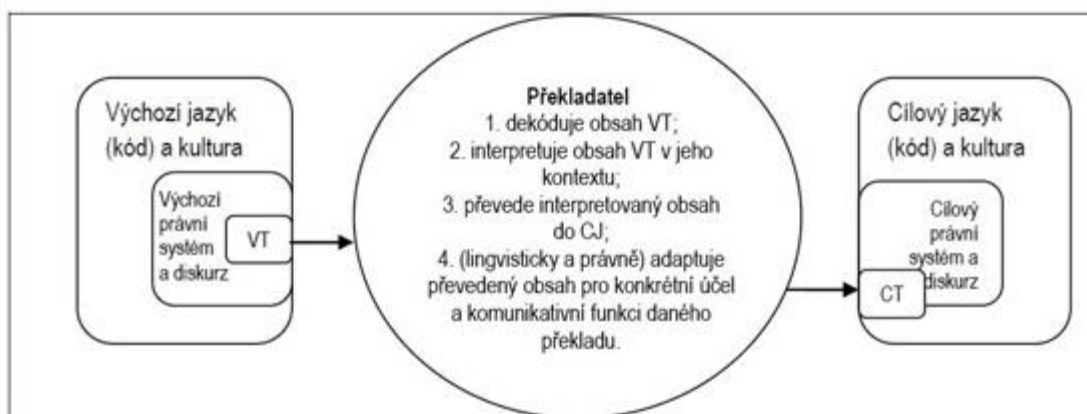 Výchozí jazyk
(kód) a kultura
Výchozí
právní
systém
a diskurz
VT
Překladatel
1. dekóduje obsah VT;
2. interpretuje obsah VT v jeho
kontextu;
3. převede interpretovaný obsah
do CJ;
4. (lingvisticky a právně) adaptuje
převedený obsah pro konkrétní účel
a komunikativní funkci daného
překladu.
Cílový jazyk
(kód) a kultura
Cílový
právní
systém a
diskurz
CT